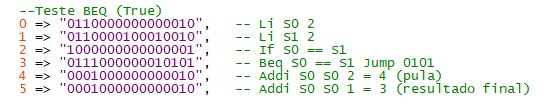 --Teste BEQ (True)
0 => "0110000000000010",   -- Li S0 2
1 => "0110000100010010",   -- Li S1 2
2 => "1000000000000001",   -- If S0 == S1
3 => "0111000000010101",   -- Beq S0 == S1 Jump 0101
4 => "0001000000000010",   -- Addi S0 S0 2 = 4 (pula)
5 => "0001000000000010",   -- Addi S0 S0 1 = 3 (resultado final)